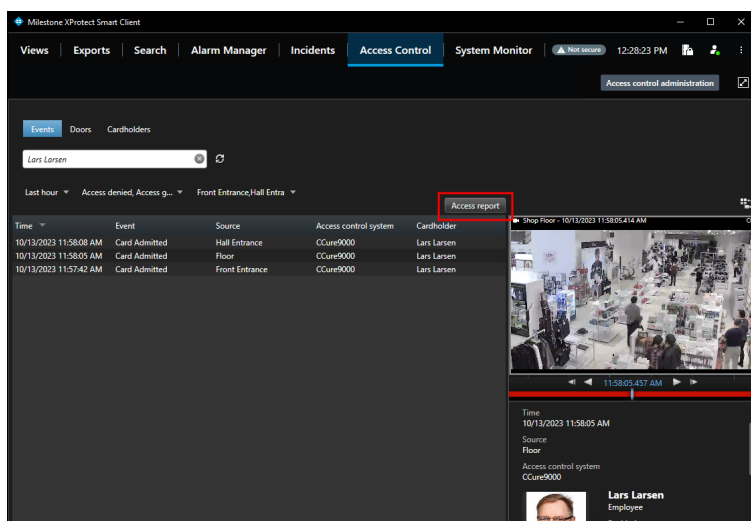 Milestone XProtect Smart Client
Views Exports Search Alarm Manager Incidents Access Control System Monitor Not secure 12:28:23 PM
Access control administration
Events Doors Cardholders
Lars Larsen
Last hour Access denied, Access g... Front Entrance,Hall Entra
Access report
Time Event Source Access control system Cardholder
10/13/2023 11:58:08 AM Card Admitted Hall Entrance CCure9000 Lars Larsen
10/13/2023 11:58:05 AM Card Admitted Floor CCure9000 Lars Larsen
10/13/2023 11:57:42 AM Card Admitted Front Entrance CCure9000 Lars Larsen
Shop Floor - 10/13/2023 11:58:05.414 AM
11:58:05.457 AM
Time
10/13/2023 11:58:05 AM
Source
Floor
Access control system
CCure9000
Lars Larsen
Employee